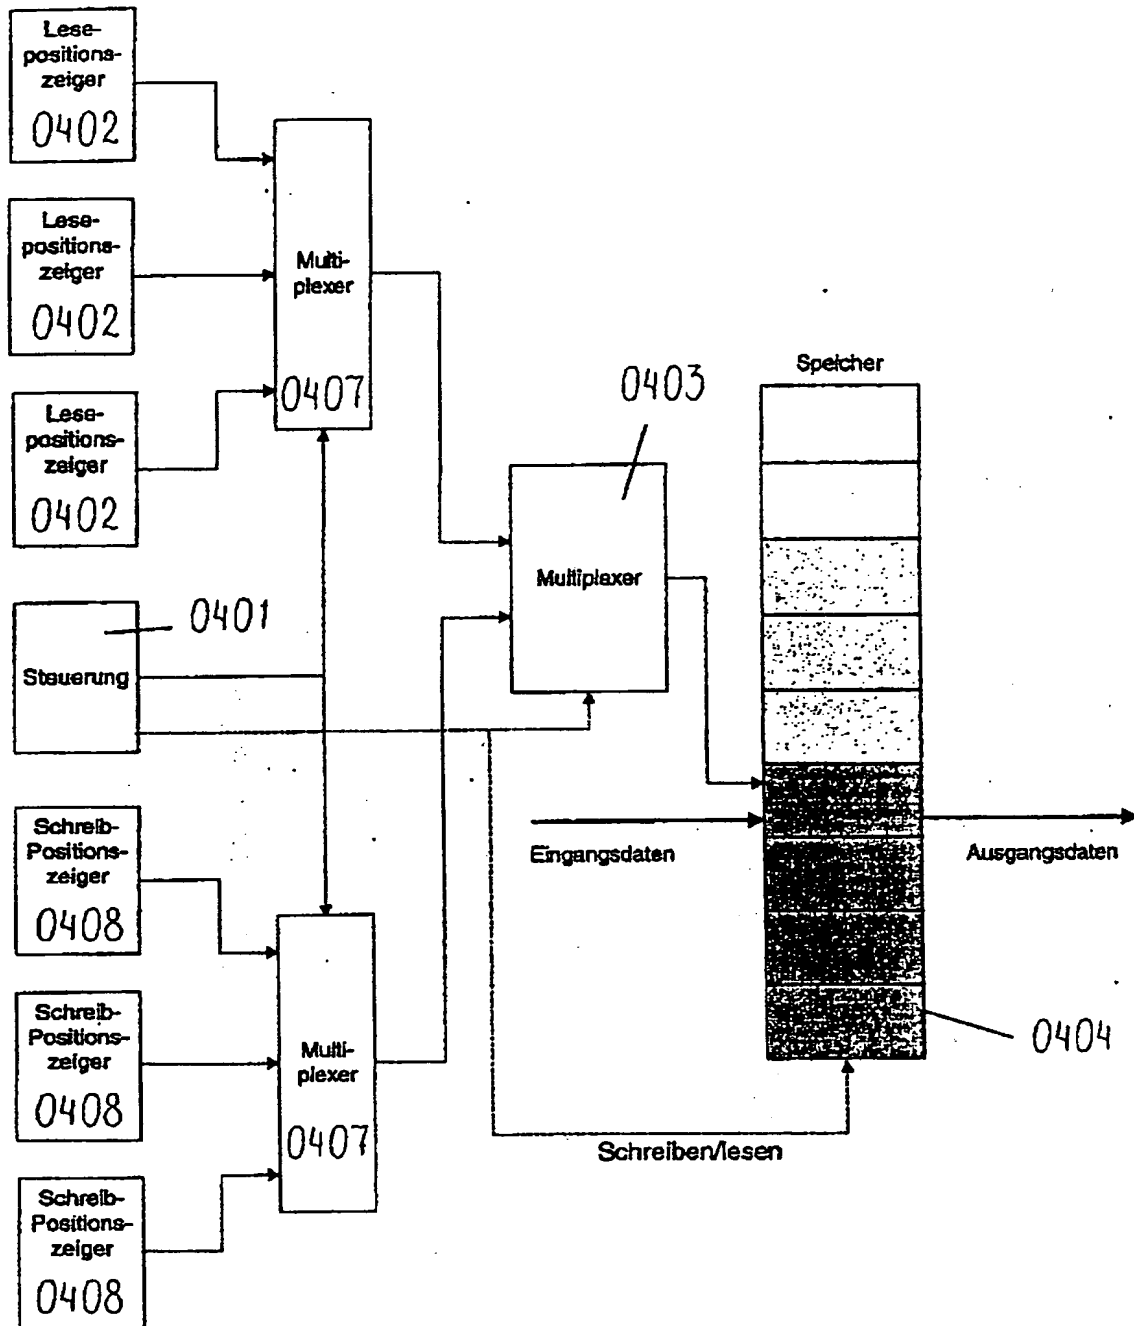 Lese-
positions-
zeiger
0402
Lese-
positions-
zeiger
0402
Lese-
positions-
zeiger
0402
Multi-
plexer
0407
0403
Speicher
Multiplexer
0401
Steuerung
Eingangsdaten
Ausgangsdaten
Schreib-
Positions-
zeiger
0408
Schreib-
Positions-
zeiger
0408
Schreib-
Positions-
zeiger
0408
Multi-
plexer
0407
0404
Schreiben/lesen